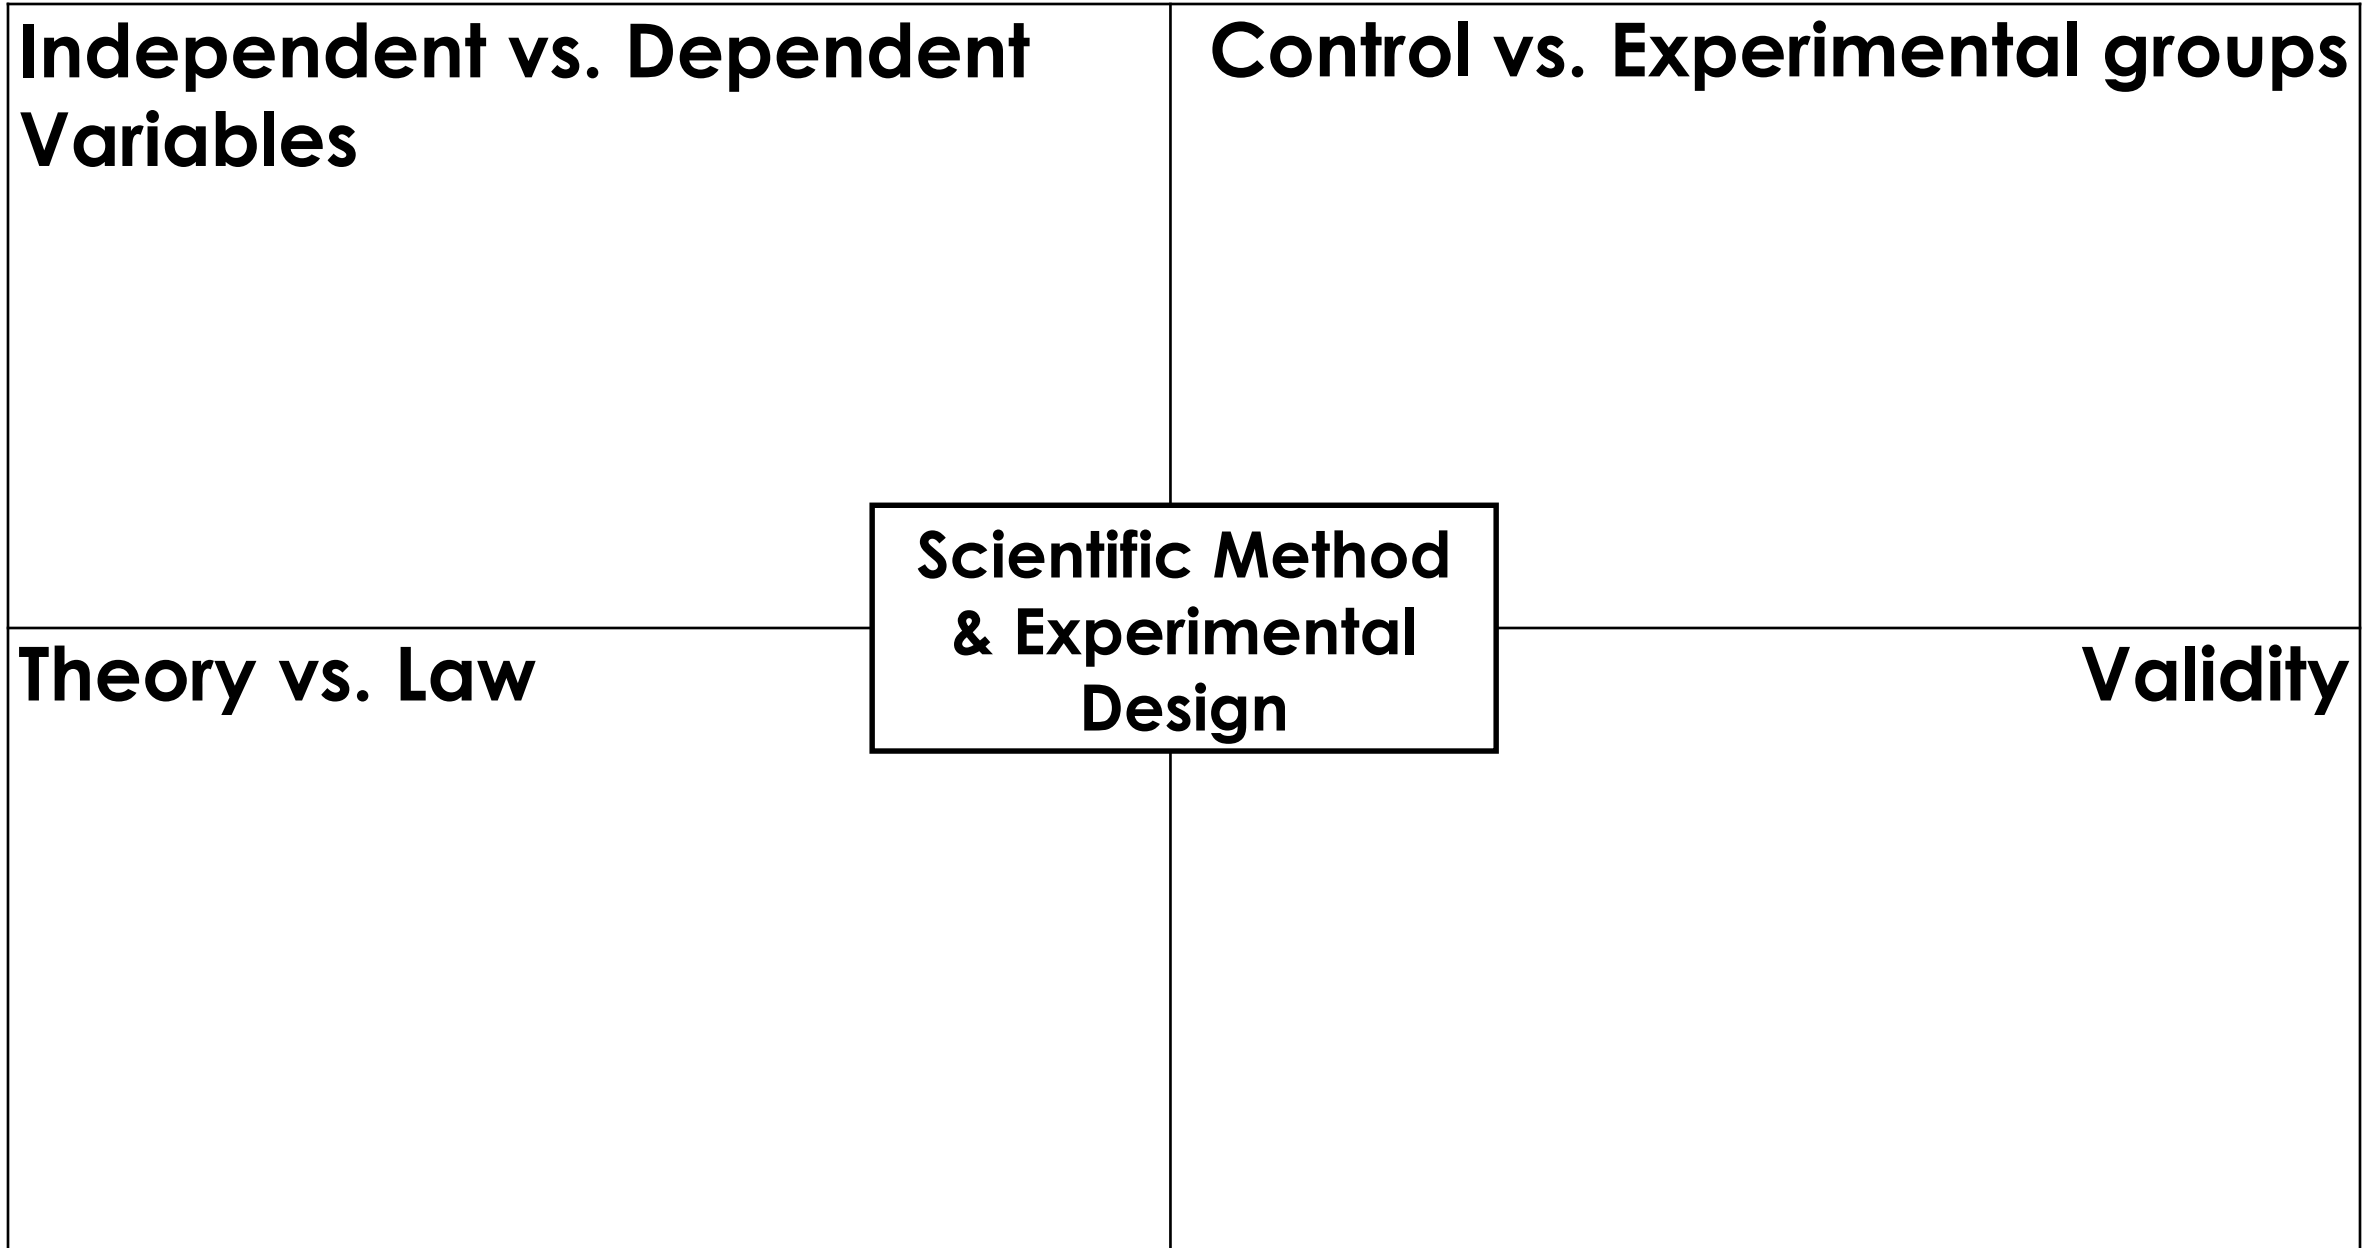 Independent vs. Dependent
Variables
Control vs. Experimental groups
Scientific Method
& Experimental
Design
Theory vs. Law
Validity